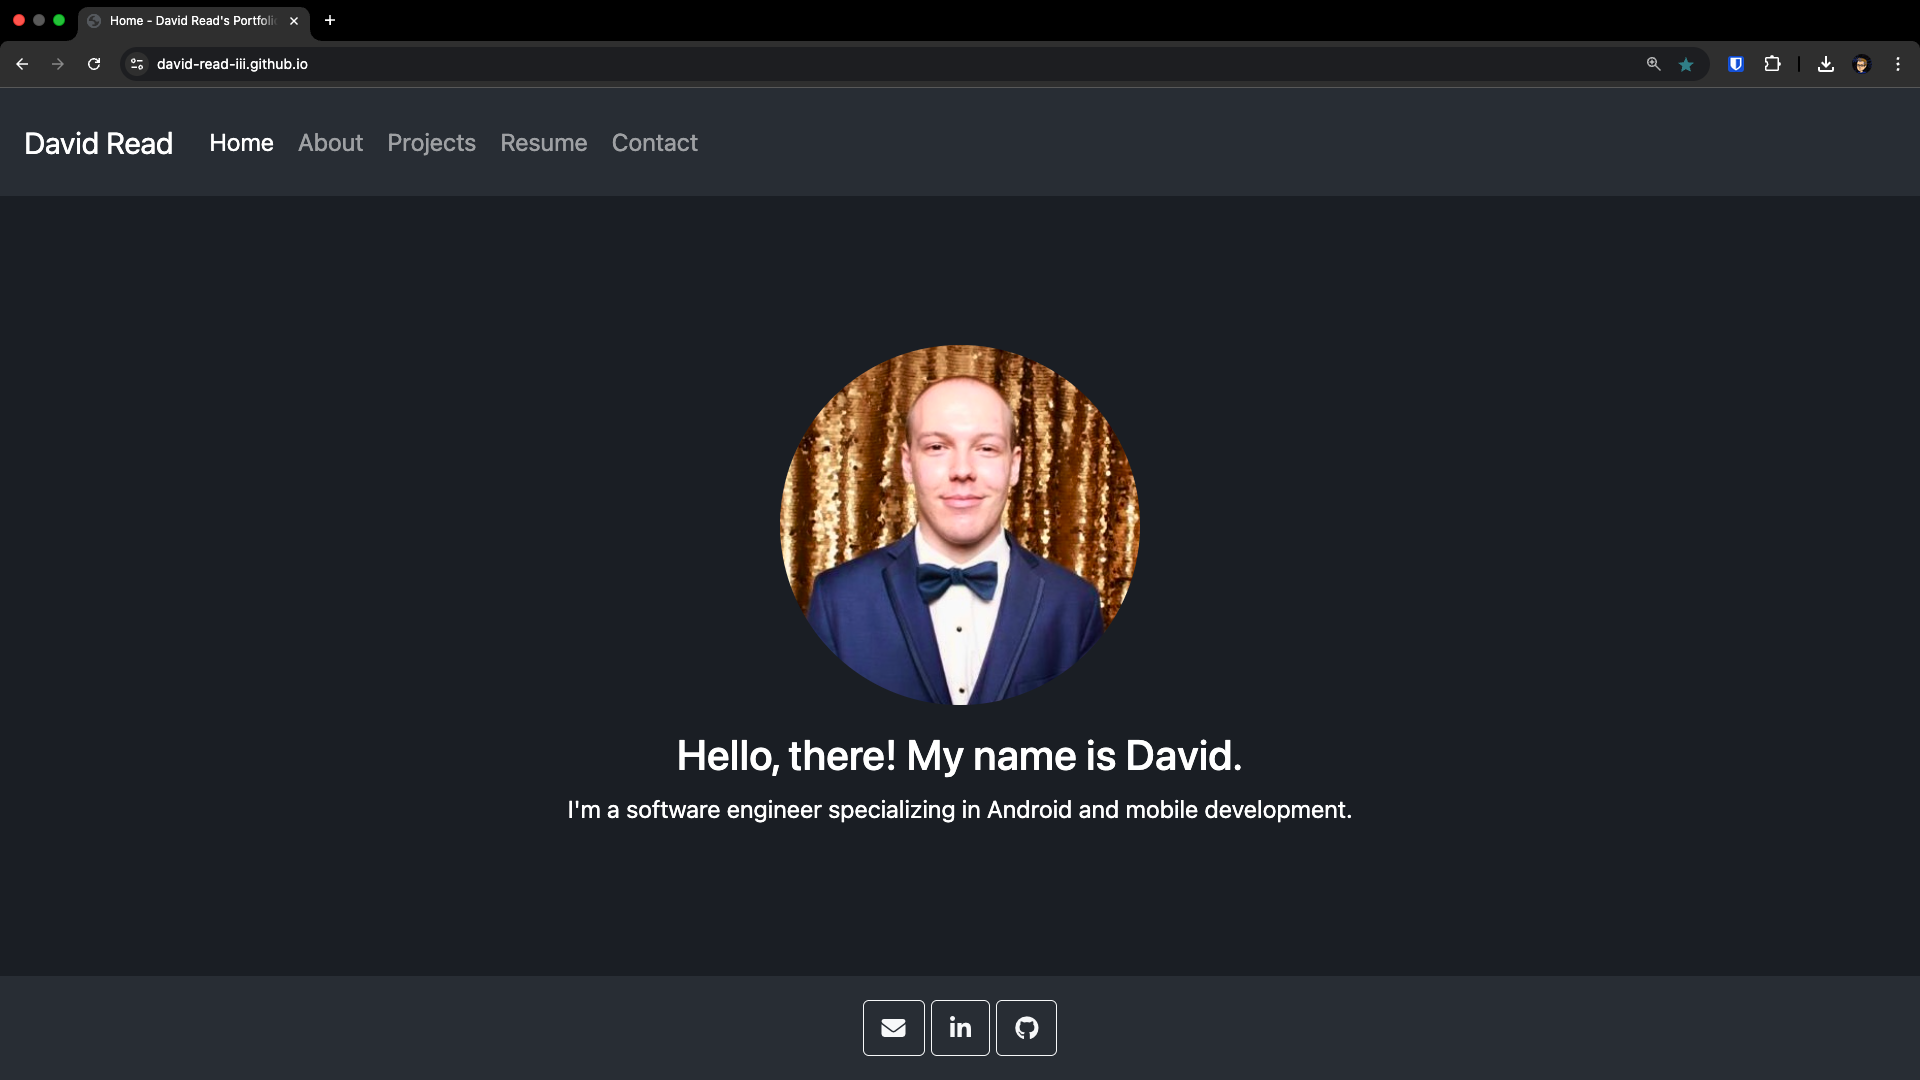 Home - David Read's Portfoli
david-read-iii.github.io
David Read Home About Projects Resume Contact
Hello, there! My name is David.
I'm a software engineer specializing in Android and mobile development.
in